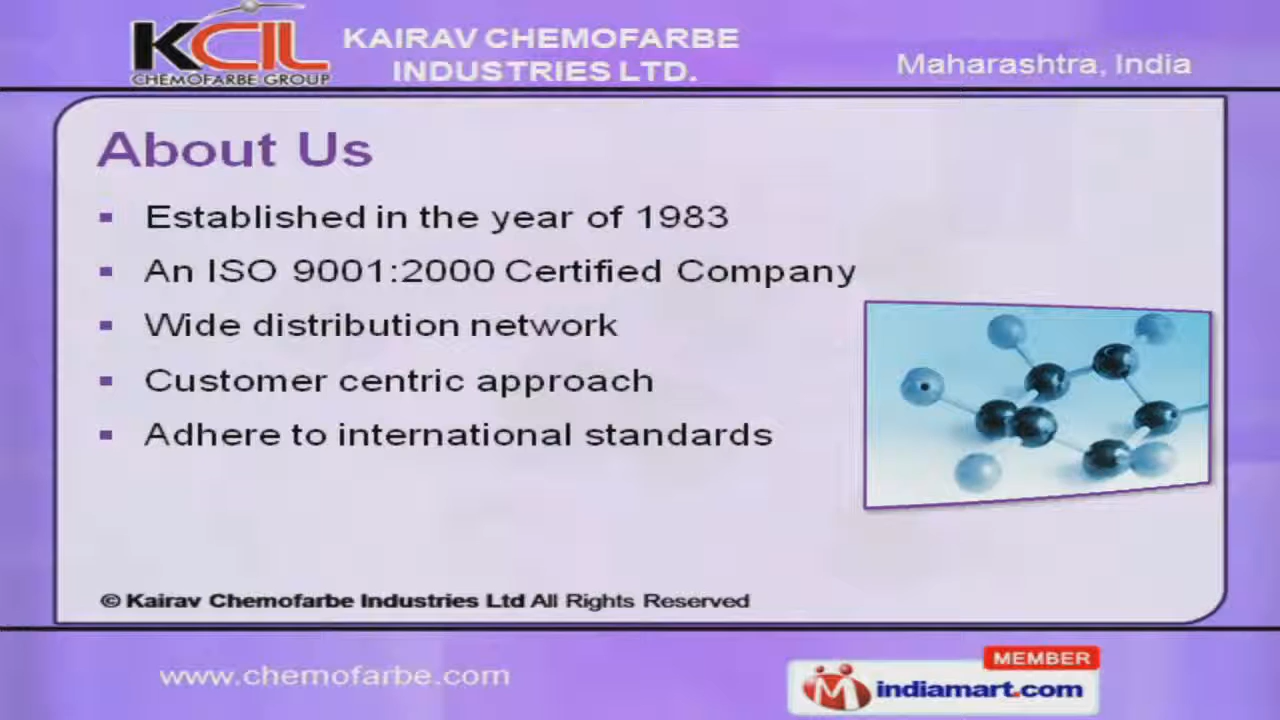 KCIL
CHEMOFARBE GROUP
KAIRAV CHEMOFARBE
INDUSTRIES LTD.
Maharashtra, India
About Us
▪ Established in the year of 1983
▪ An ISO 9001:2000 Certified Company
▪ Wide distribution network
▪ Customer centric approach
▪ Adhere to international standards
© Kairav Chemofarbe Industries Ltd All Rights Reserved
www.chemofarbe.com
MEMBER
indiamart.com